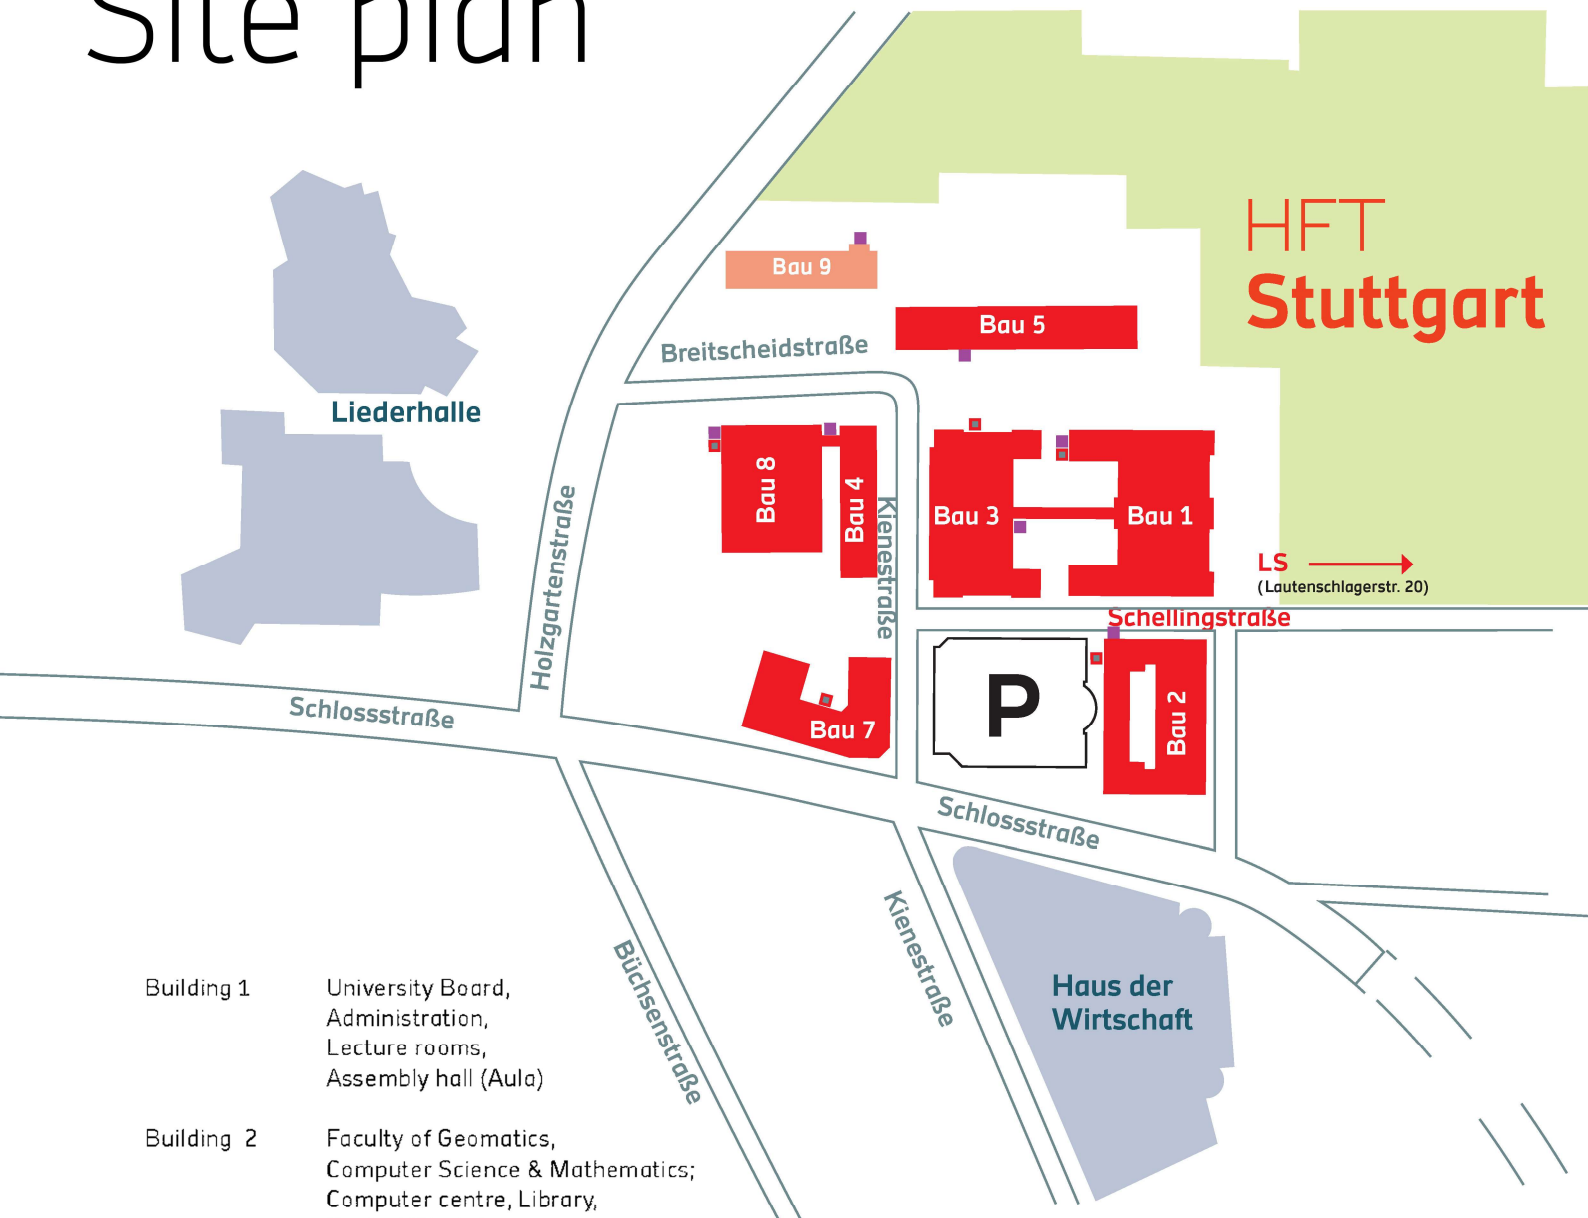 Site plan
HFT
Stuttgart
Bau 9
Bau 5
Breitscheidstraße
Liederhalle
Bau 8
Bau 4
Kienestraße
Bau 3
Bau 1
Holzgartenstraße
LS
(Lautenschlagerstr. 20)
Schellingstraße
Schlossstraße
Bau 7
P
Bau 2
Schlossstraße
Büchsenstraße
Kienestraße
Haus der
Wirtschaft
Building 1
University Board,
Administration,
Lecture rooms,
Assembly hall (Aula)
Building 2
Faculty of Geomatics,
Computer Science & Mathematics;
Computer centre, Library,